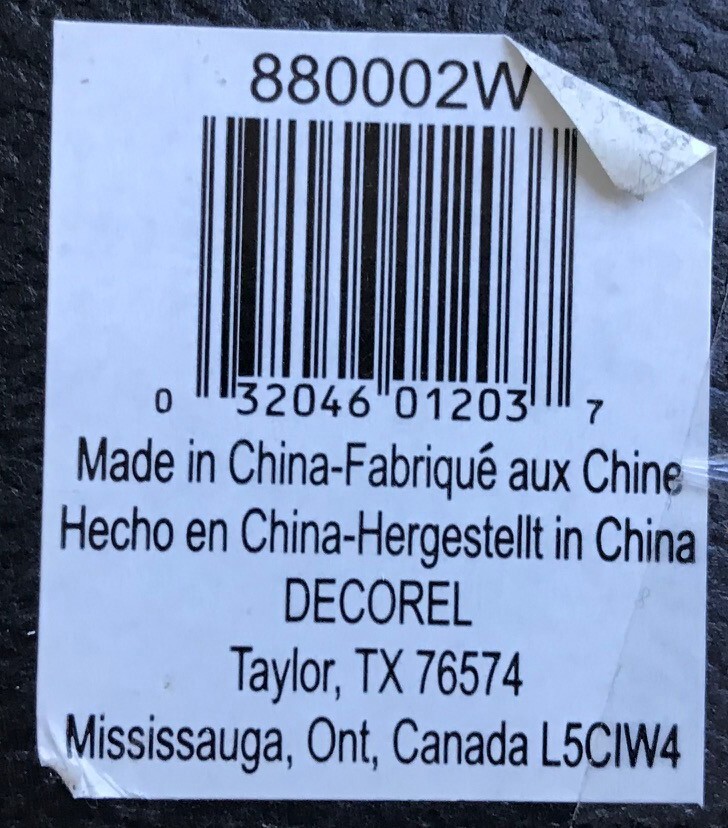 880002W
0 32046 01203 7
Made in China-Fabriqué aux Chine
Hecho en China-Hergestellt in China
DECOREL
Taylor, TX 76574
Mississauga, Ont, Canada L5CIW4